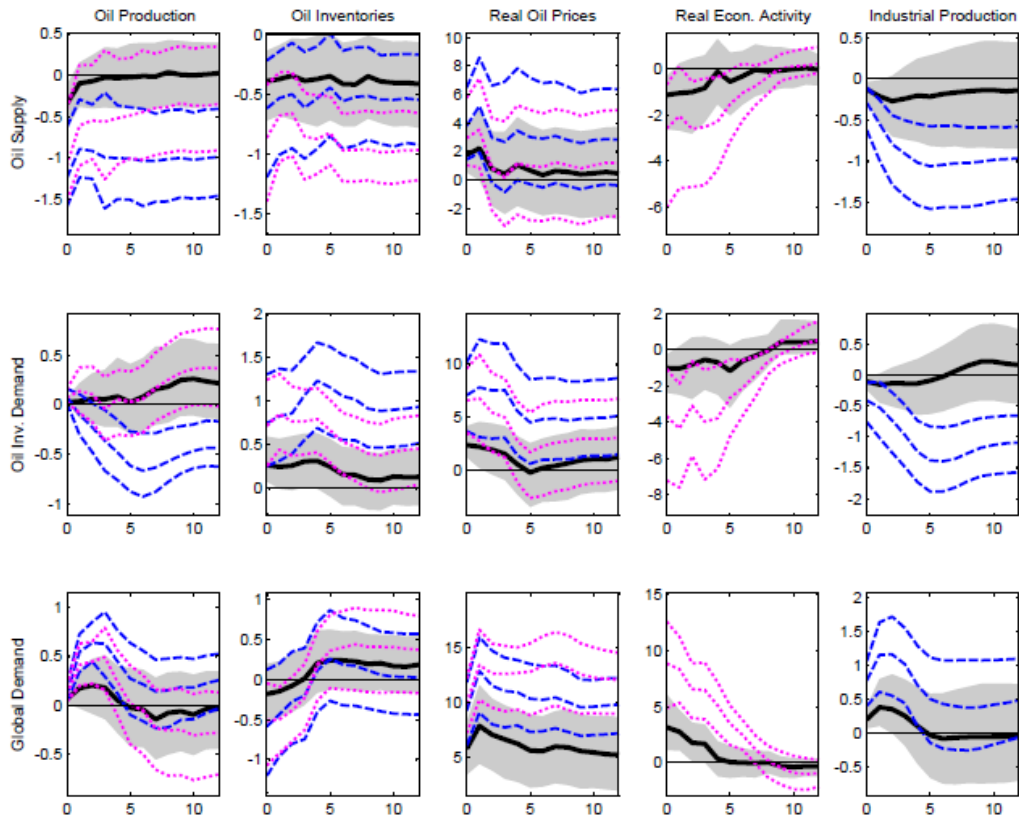 Oil Production Oil Inventories Real Oil Prices Real Econ. Activity Industrial Production
Oil Supply
0.5 0 -0.5 -1 -1.5
0 -0.5 -1
10 8 6 4 2 0 -2
0 -2 -4 -6
0.5 0 -0.5 -1 -1.5
0 5 10 0 5 10 0 5 10 0 5 10 0 5 10
Oil Inv. Demand
0.5 0 -0.5 -1
2 1.5 1 0.5 0
10 5 0
2 0 -2 -4 -6 -8
1 0.5 0 -0.5 -1 -1.5 -2
0 5 10 0 5 10 0 5 10 0 5 10 0 5 10
Global Demand
1 0.5 0 -0.5
1 0.5 0 -0.5 -1
15 10 5
15 10 5 0
2 1.5 1 0.5 0 -0.5
0 5 10 0 5 10 0 5 10 0 5 10 0 5 10